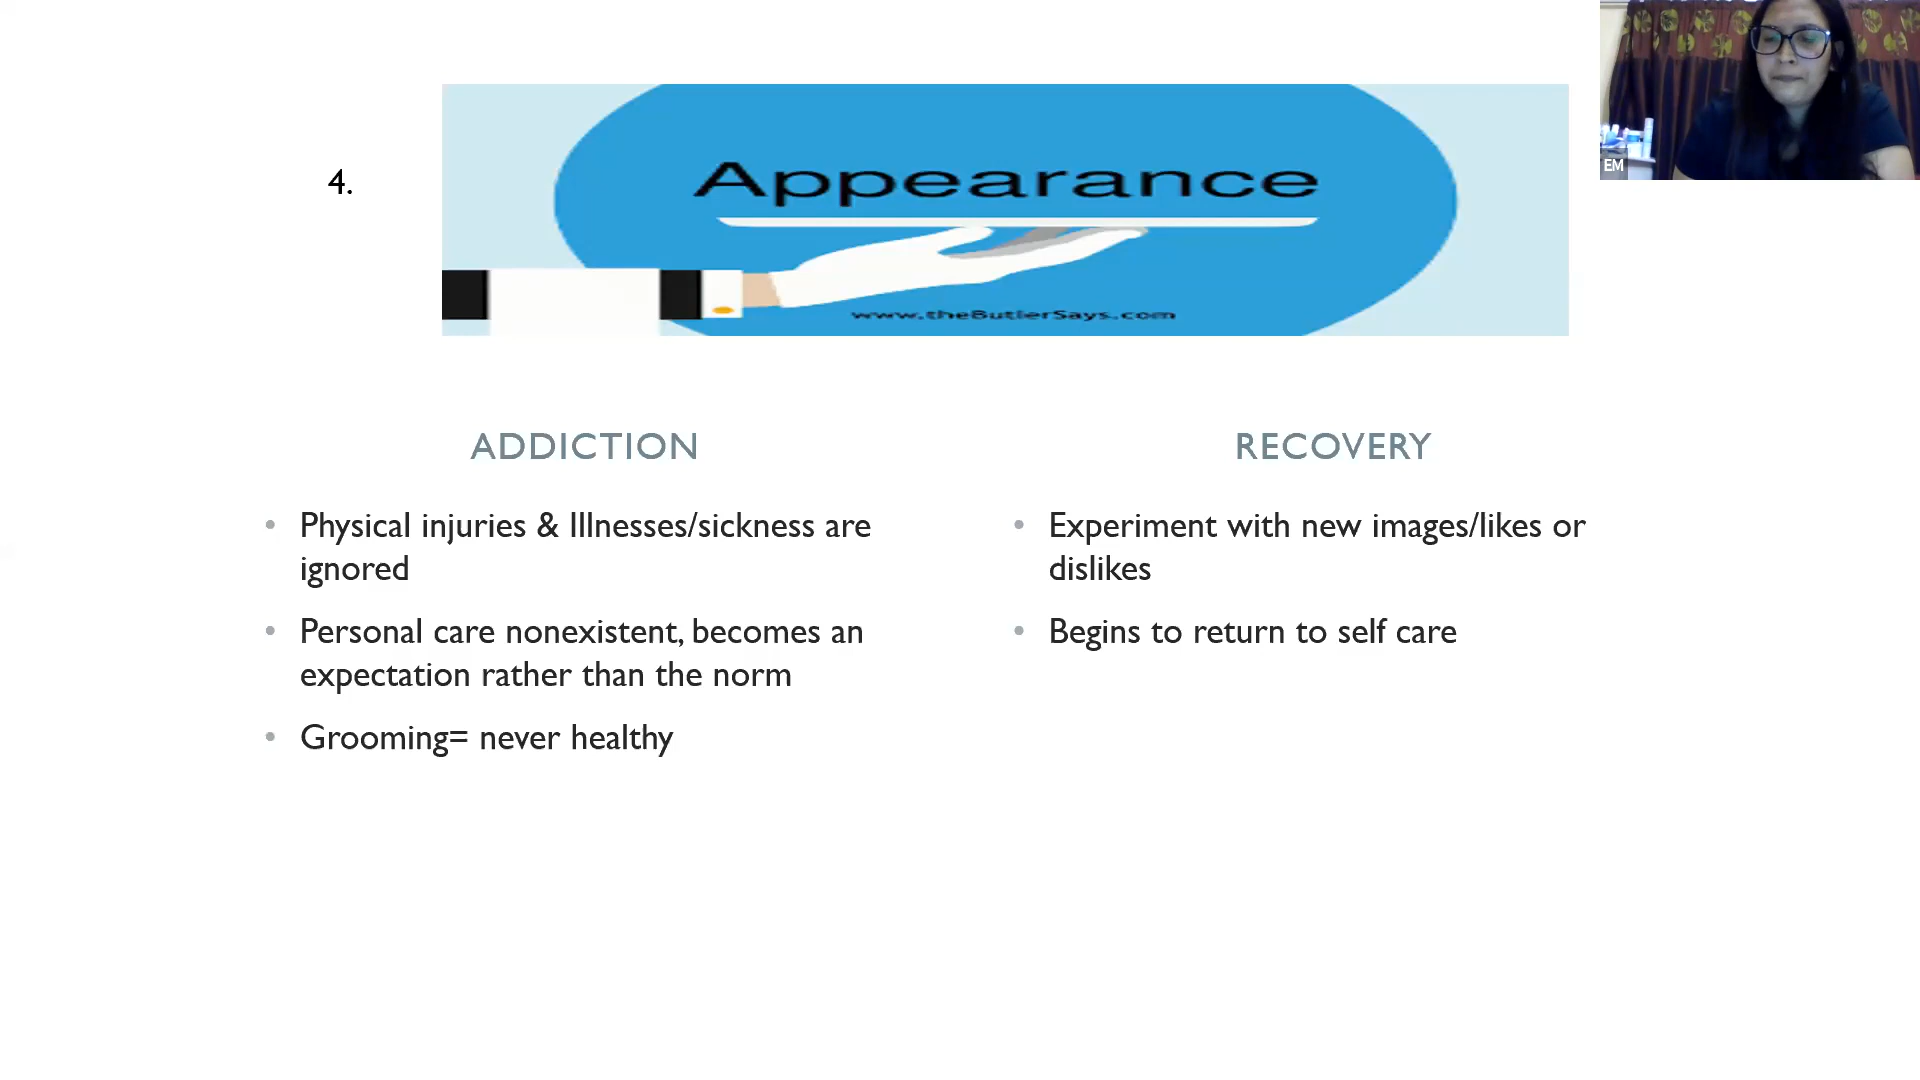 4.
Appearance
www.theButlerSays.com
EM
ADDICTION
• Physical injuries & Illnesses/sickness are
ignored
• Personal care nonexistent, becomes an
expectation rather than the norm
• Grooming= never healthy
RECOVERY
• Experiment with new images/likes or
dislikes
• Begins to return to self care